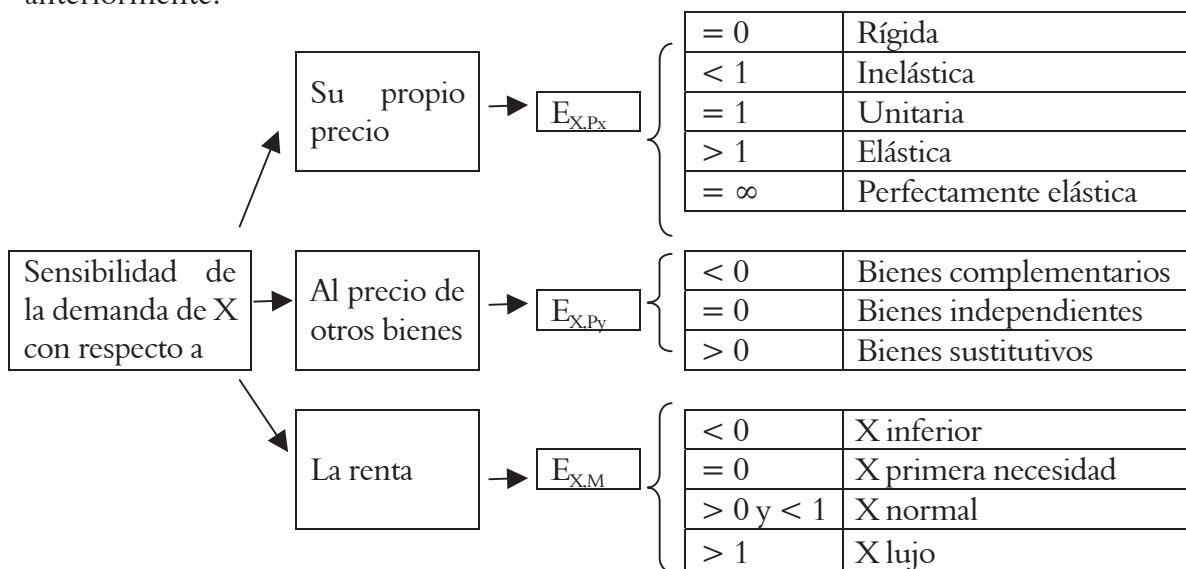 anteriormente.
Su propio
precio
E_X,Px
= 0 Rígida
< 1 Inelástica
= 1 Unitaria
> 1 Elástica
= ∞ Perfectamente elástica
Sensibilidad de
la demanda de X
con respecto a
Al precio de
otros bienes
E_X,Py
< 0 Bienes complementarios
= 0 Bienes independientes
> 0 Bienes sustitutivos
La renta
E_X,M
< 0 X inferior
= 0 X primera necesidad
> 0 y < 1 X normal
> 1 X lujo